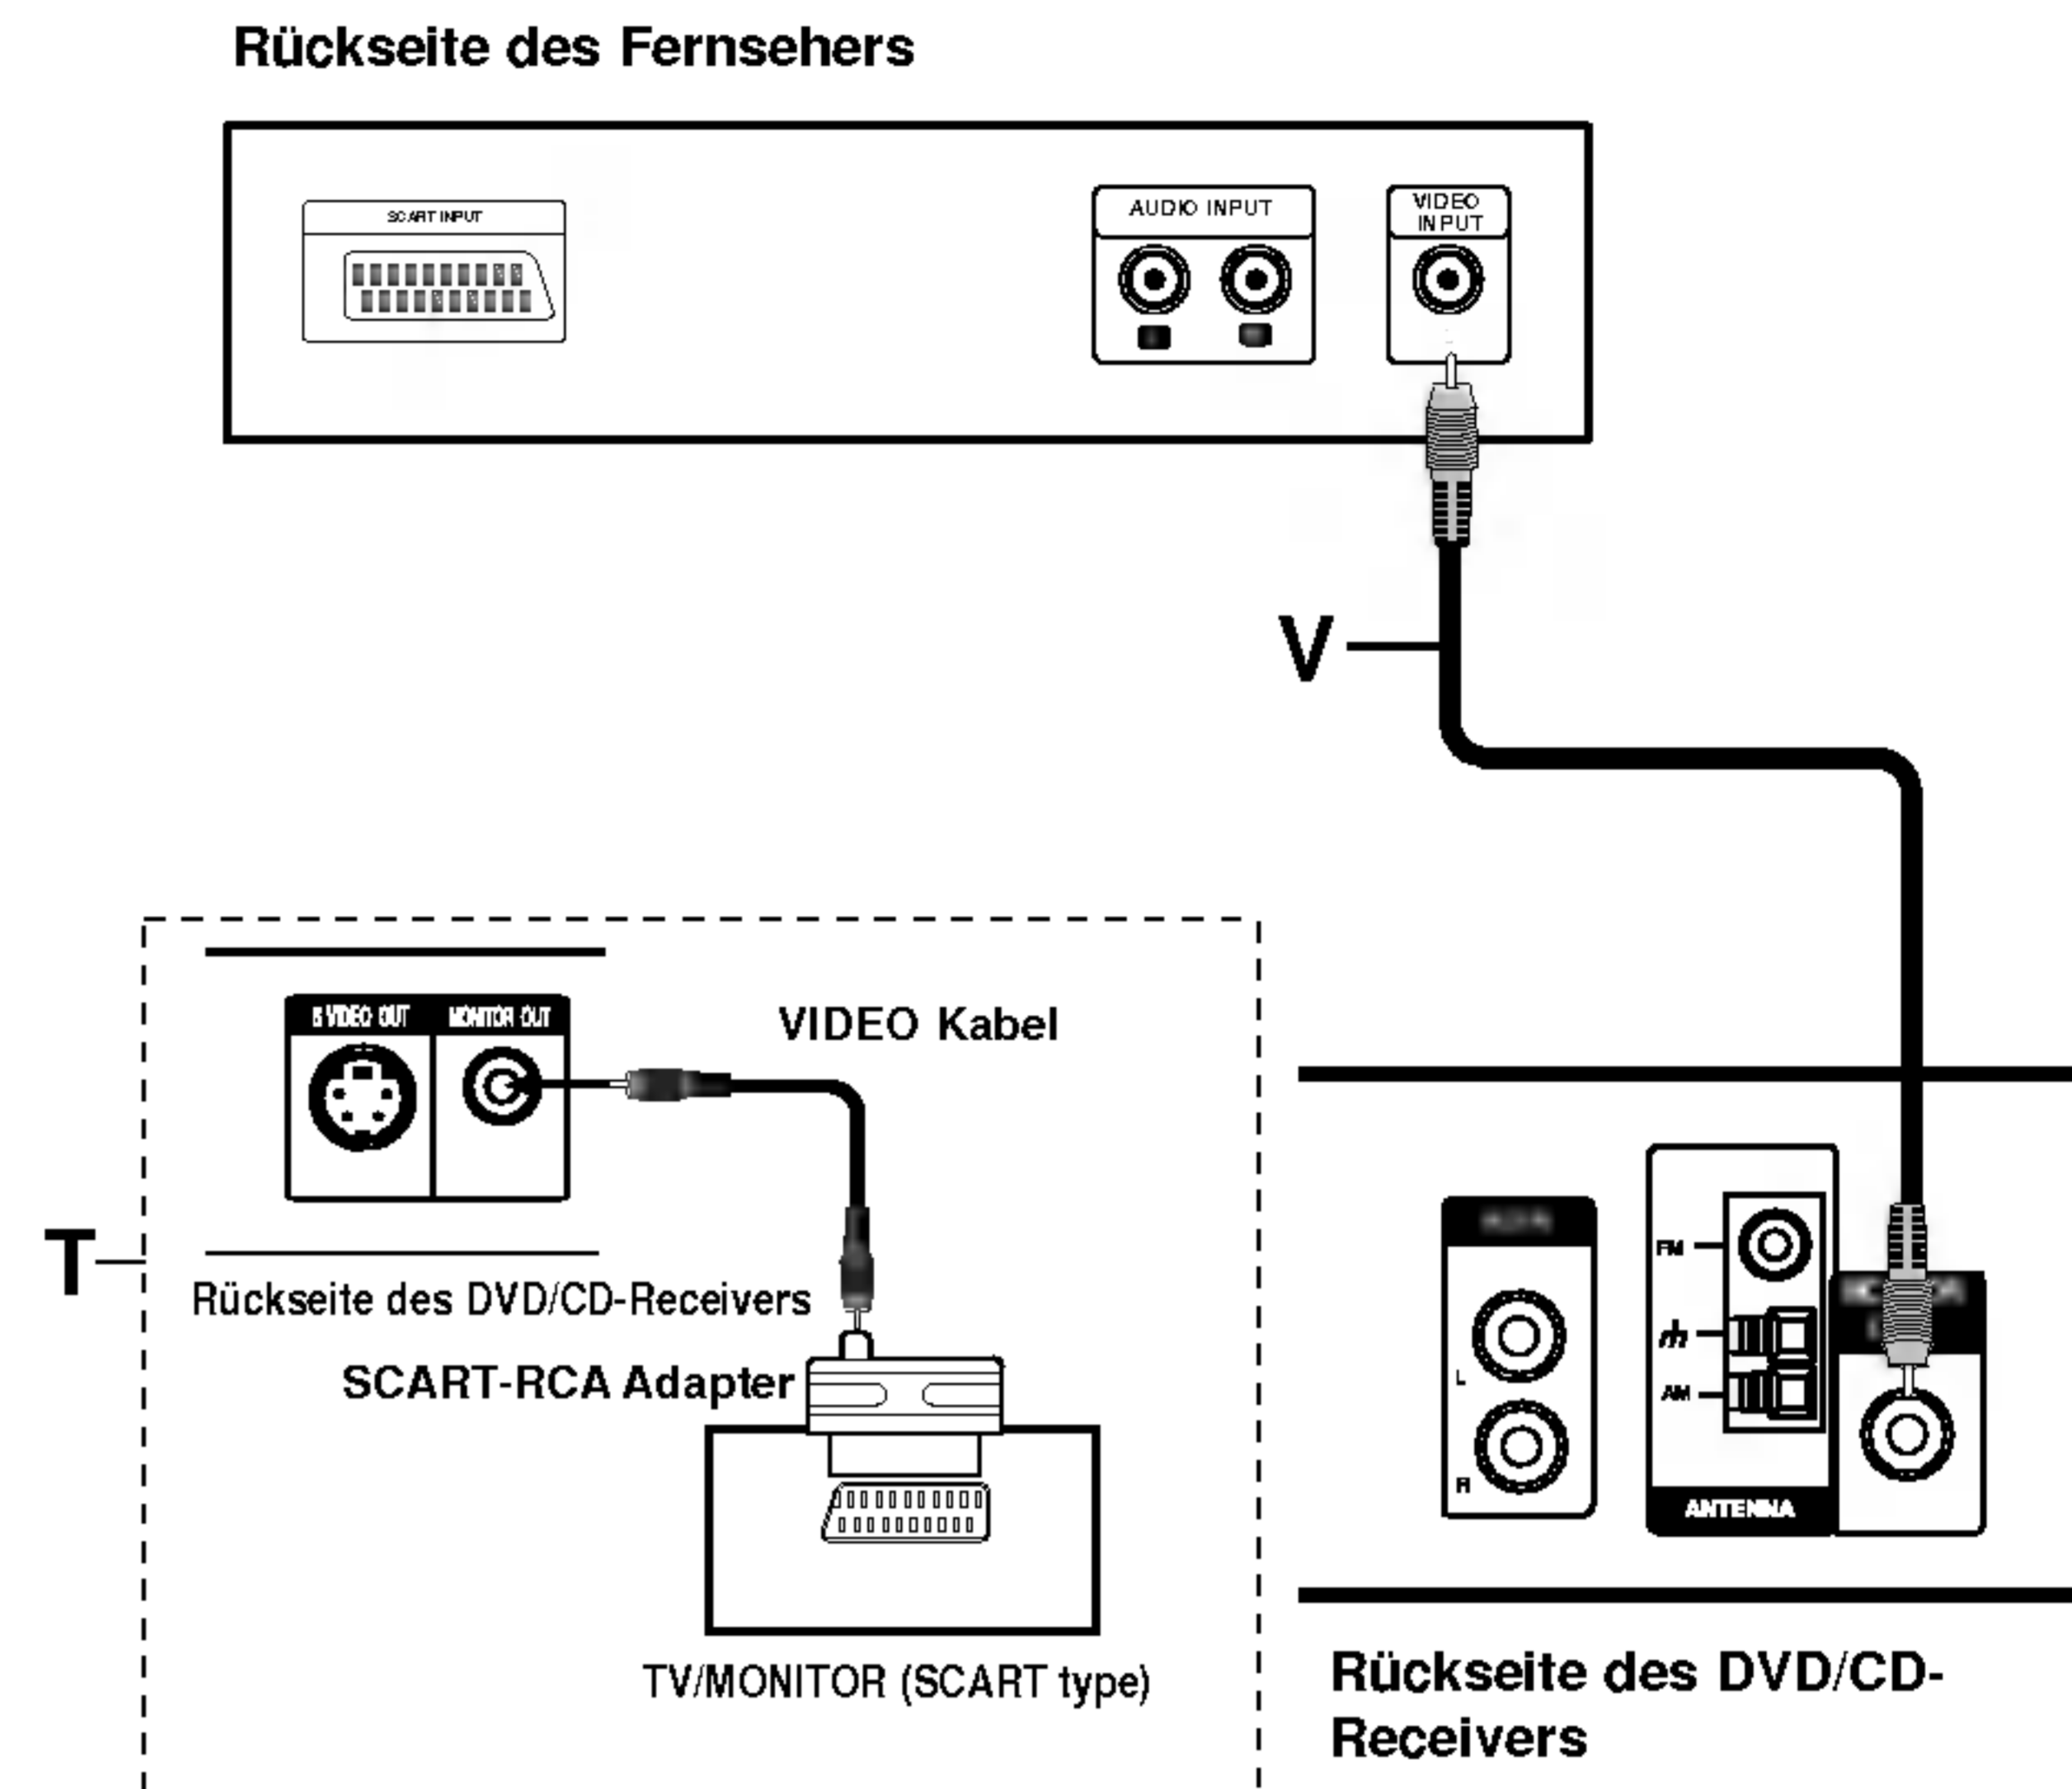 Rückseite des Fernsehers
SCART INPUT
AUDIO INPUT
VIDEO
INPUT
V
S VIDEO OUT
MONITOR OUT
VIDEO Kabel
T
Rückseite des DVD/CD-Receivers
SCART-RCA Adapter
TV/MONITOR (SCART type)
FM
AM
L
R
ANTENNA
Rückseite des DVD/CD-
Receivers